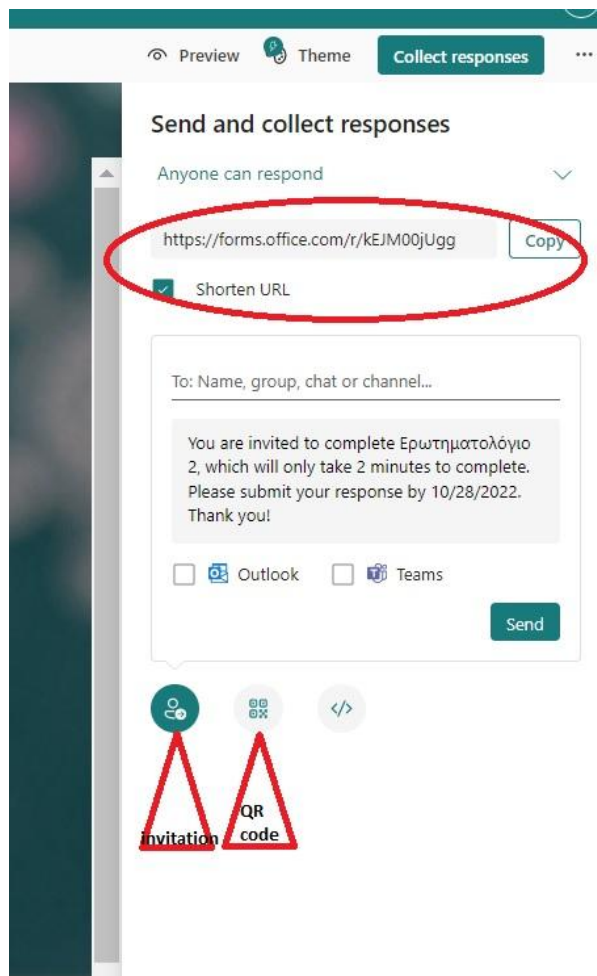 Preview Theme Collect responses ...
Send and collect responses
Anyone can respond
https://forms.office.com/r/kEJM00jUgg Copy
Shorten URL
To: Name, group, chat or channel...
You are invited to complete Ερωτηματολόγιο
2, which will only take 2 minutes to complete.
Please submit your response by 10/28/2022.
Thank you!
Outlook Teams
Send
</>
QR
invitation code